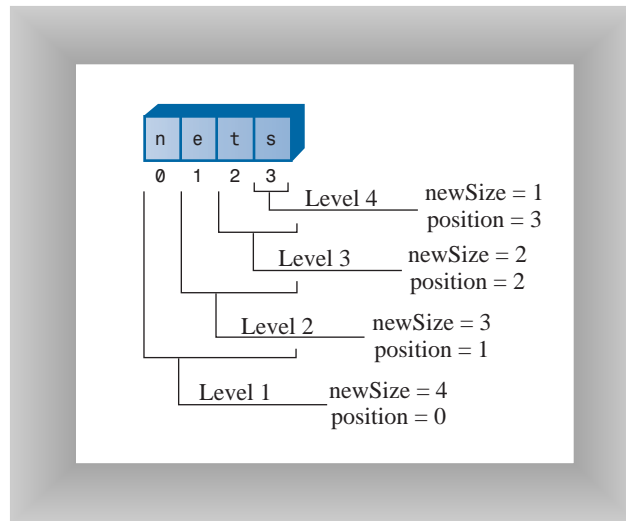 n e t s
0 1 2 3
Level 4 newSize = 1
position = 3
Level 3 newSize = 2
position = 2
Level 2 newSize = 3
position = 1
Level 1 newSize = 4
position = 0